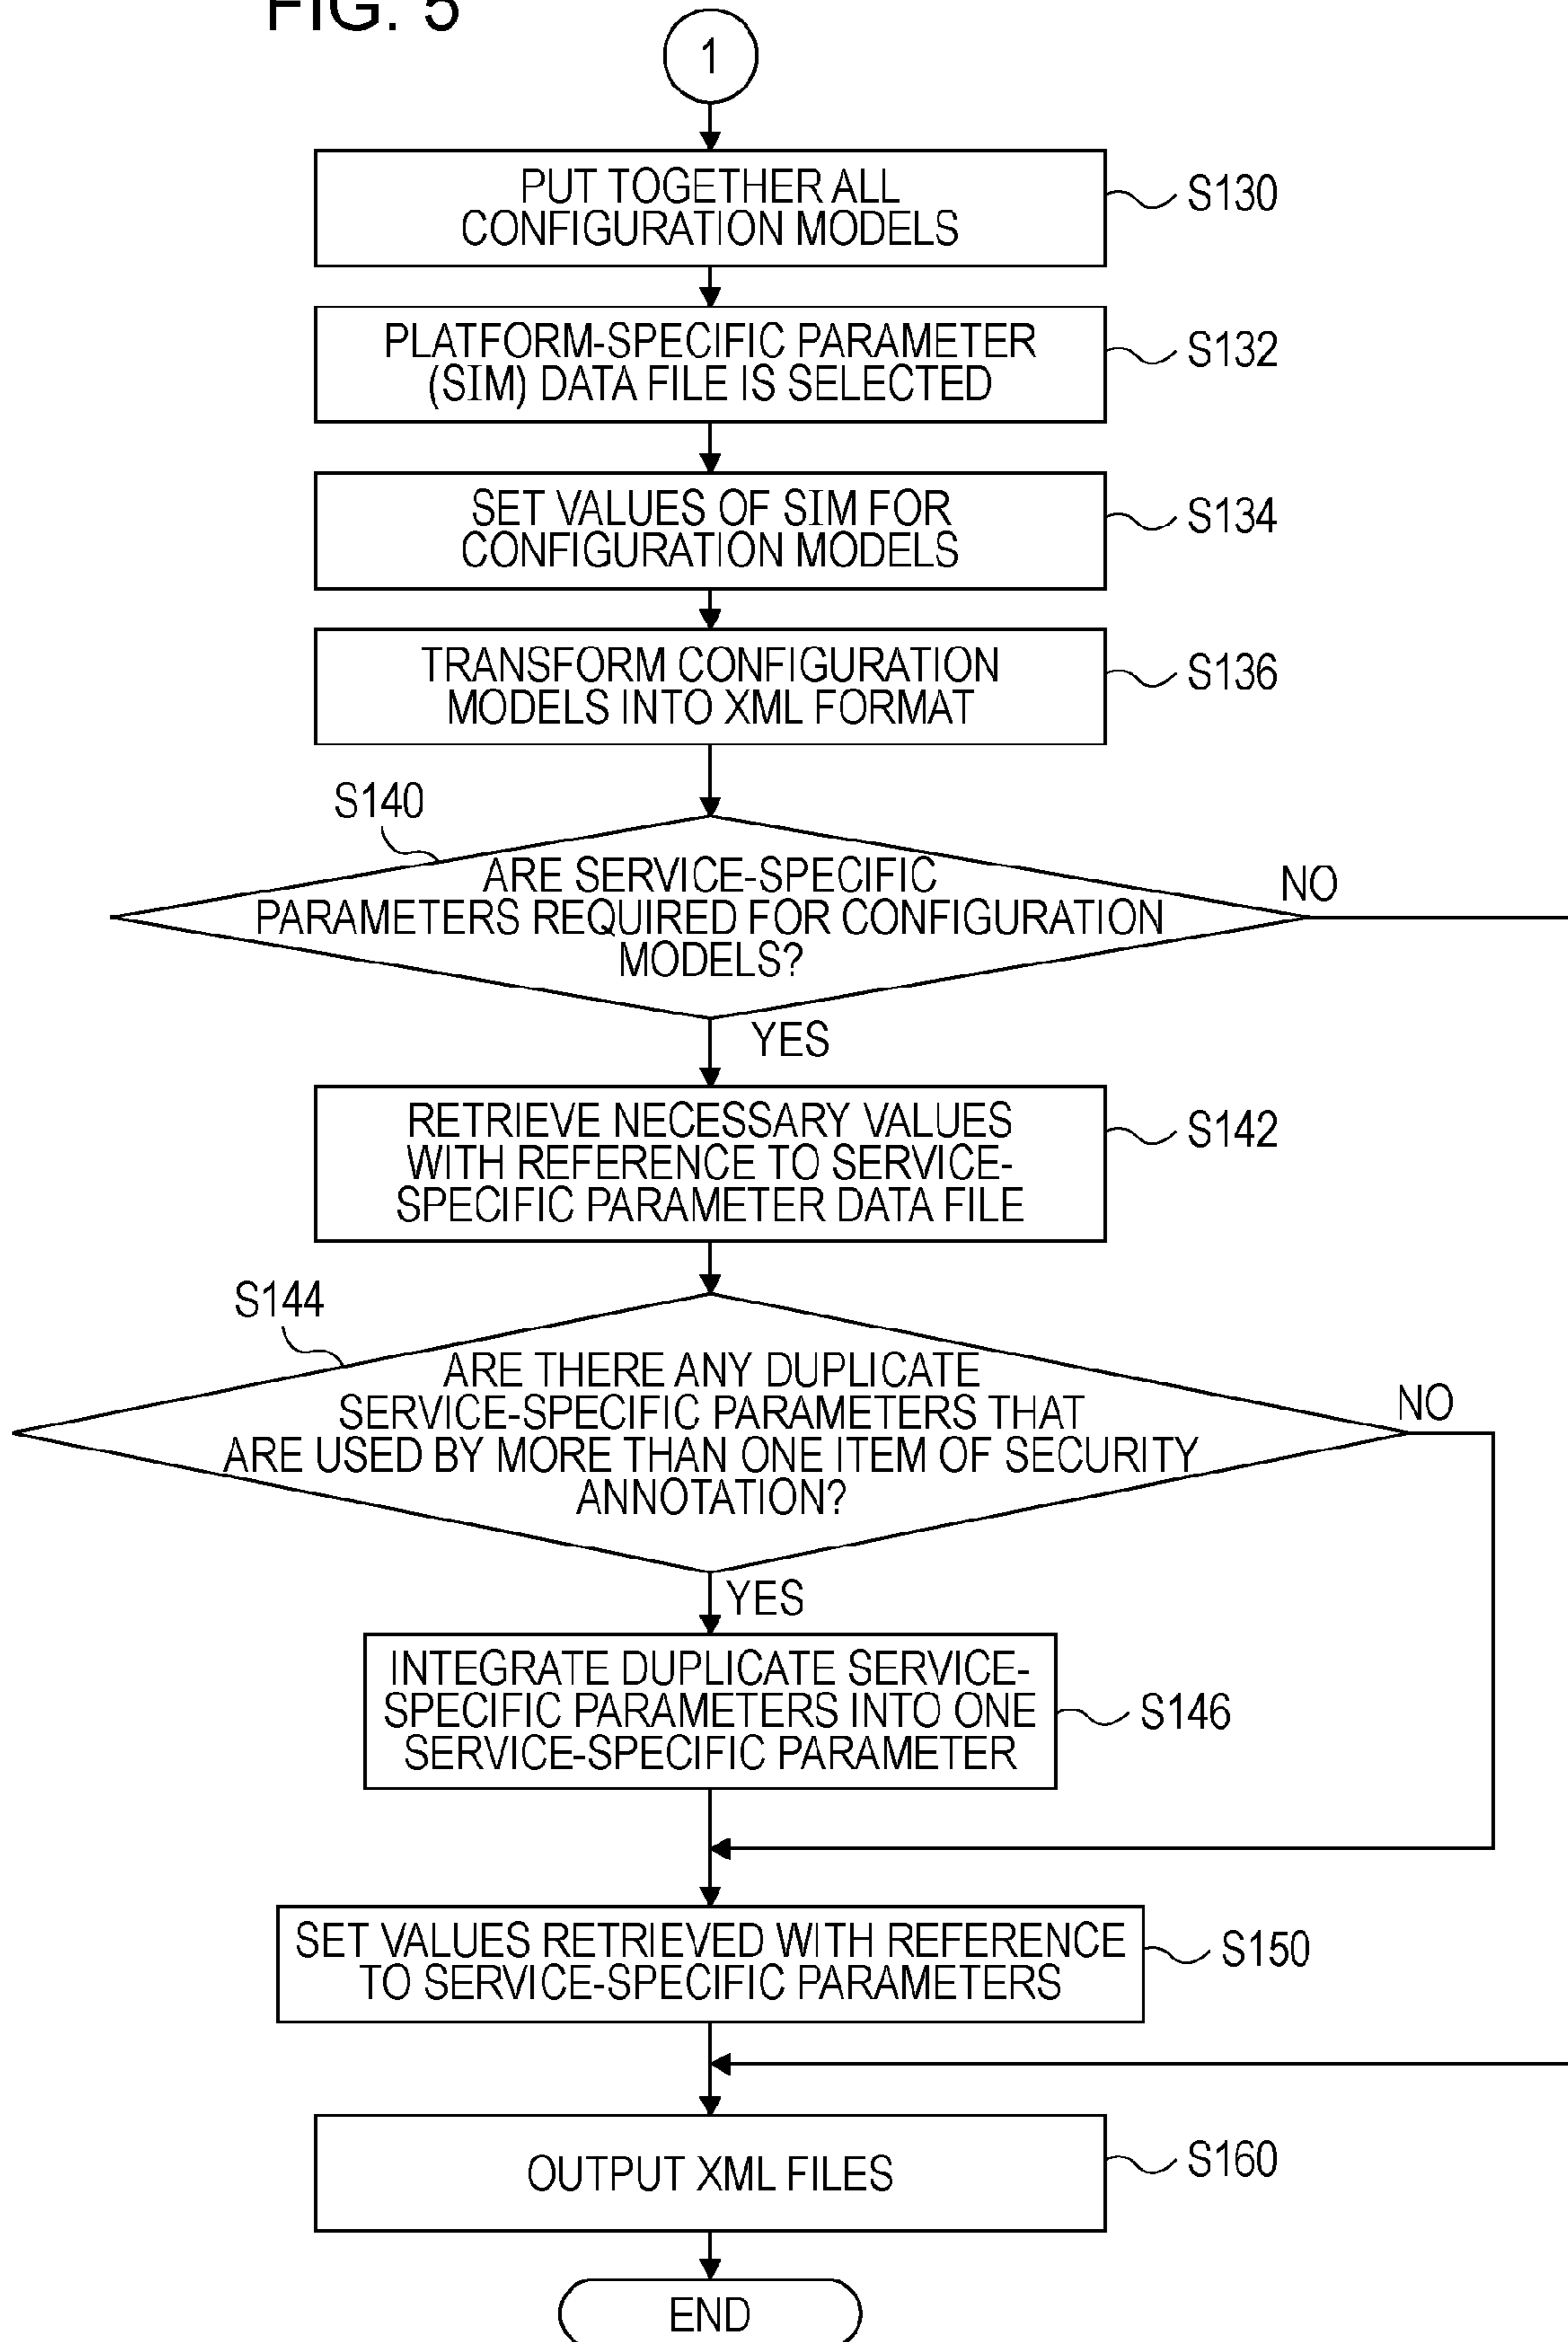 FIG. 5
1
PUT TOGETHER ALL
CONFIGURATION MODELS
S130
PLATFORM-SPECIFIC PARAMETER
(SIM) DATA FILE IS SELECTED
S132
SET VALUES OF SIM FOR
CONFIGURATION MODELS
S134
TRANSFORM CONFIGURATION
MODELS INTO XML FORMAT
S136
S140
ARE SERVICE-SPECIFIC
PARAMETERS REQUIRED FOR CONFIGURATION
MODELS?
NO
YES
RETRIEVE NECESSARY VALUES
WITH REFERENCE TO SERVICE-
SPECIFIC PARAMETER DATA FILE
S142
S144
ARE THERE ANY DUPLICATE
SERVICE-SPECIFIC PARAMETERS THAT
ARE USED BY MORE THAN ONE ITEM OF SECURITY
ANNOTATION?
NO
YES
INTEGRATE DUPLICATE SERVICE-
SPECIFIC PARAMETERS INTO ONE
SERVICE-SPECIFIC PARAMETER
S146
SET VALUES RETRIEVED WITH REFERENCE
TO SERVICE-SPECIFIC PARAMETERS
S150
OUTPUT XML FILES
S160
END